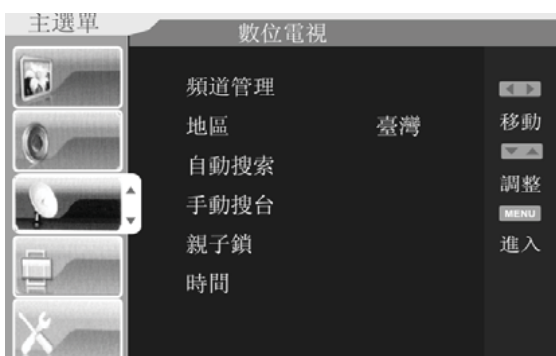 主選單
數位電視
頻道管理
地區 臺灣
自動搜索
手動搜台
親子鎖
時間
移動
調整
MENU
進入